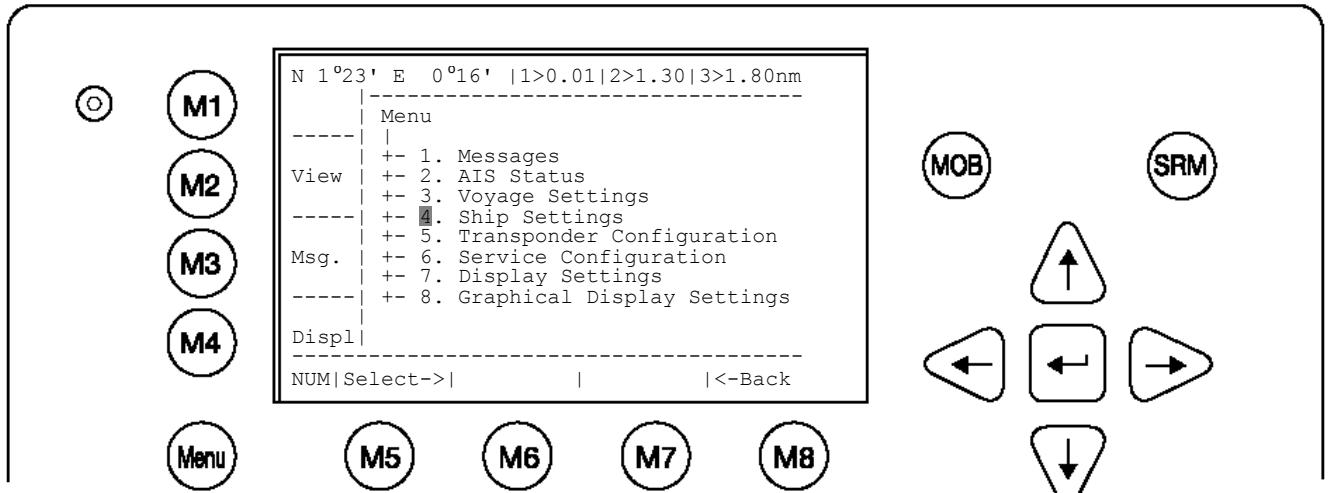 N 1°23' E 0°16' |1>0.01|2>1.30|3>1.80nm
M1
Menu
+- 1. Messages
M2
View | +- 2. AIS Status
+- 3. Voyage Settings
+- 4. Ship Settings
+- 5. Transponder Configuration
M3
Msg. | +- 6. Service Configuration
+- 7. Display Settings
+- 8. Graphical Display Settings
M4
Displ|
NUM|Select->| | |<-Back
MOB
SRM
Menu
M5
M6
M7
M8